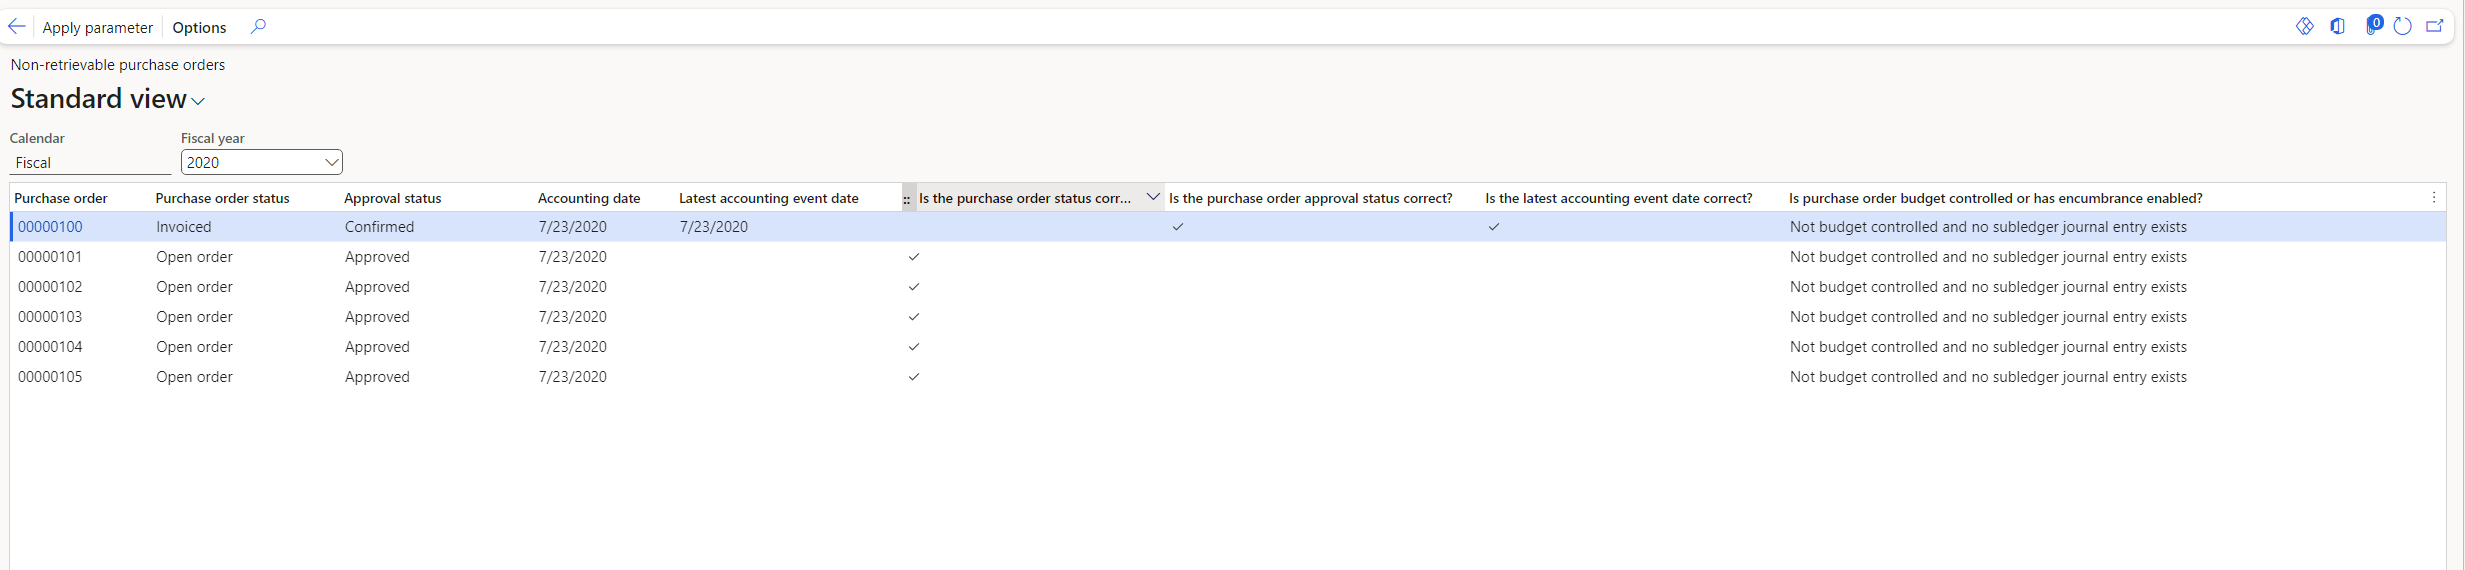 Apply parameter Options 0
Non-retrievable purchase orders
Standard view
Calendar Fiscal year
Fiscal 2020
Purchase order Purchase order status Approval status Accounting date Latest accounting event date Is the purchase order status corr... Is the purchase order approval status correct? Is the latest accounting event date correct? Is purchase order budget controlled or has encumbrance enabled?
00000100 Invoiced Confirmed 7/23/2020 7/23/2020 Not budget controlled and no subledger journal entry exists
00000101 Open order Approved 7/23/2020 Not budget controlled and no subledger journal entry exists
00000102 Open order Approved 7/23/2020 Not budget controlled and no subledger journal entry exists
00000103 Open order Approved 7/23/2020 Not budget controlled and no subledger journal entry exists
00000104 Open order Approved 7/23/2020 Not budget controlled and no subledger journal entry exists
00000105 Open order Approved 7/23/2020 Not budget controlled and no subledger journal entry exists